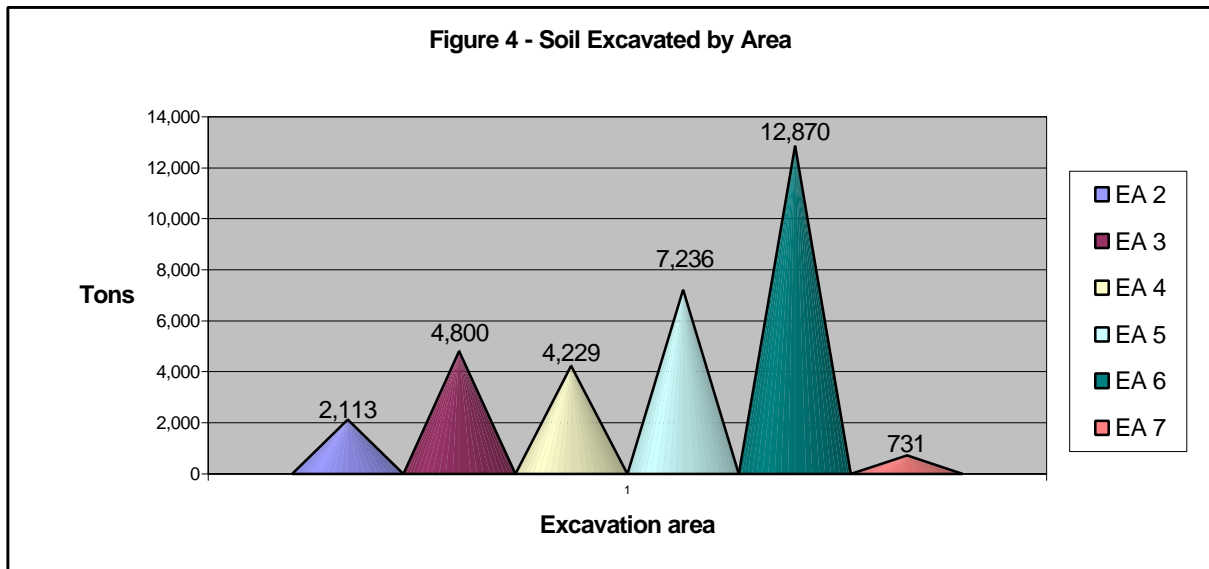 Figure 4 - Soil Excavated by Area
14,000
12,000
10,000
8,000
6,000
4,000
2,000
0
Tons
2,113
4,800
4,229
7,236
12,870
731
1
Excavation area
EA 2
EA 3
EA 4
EA 5
EA 6
EA 7